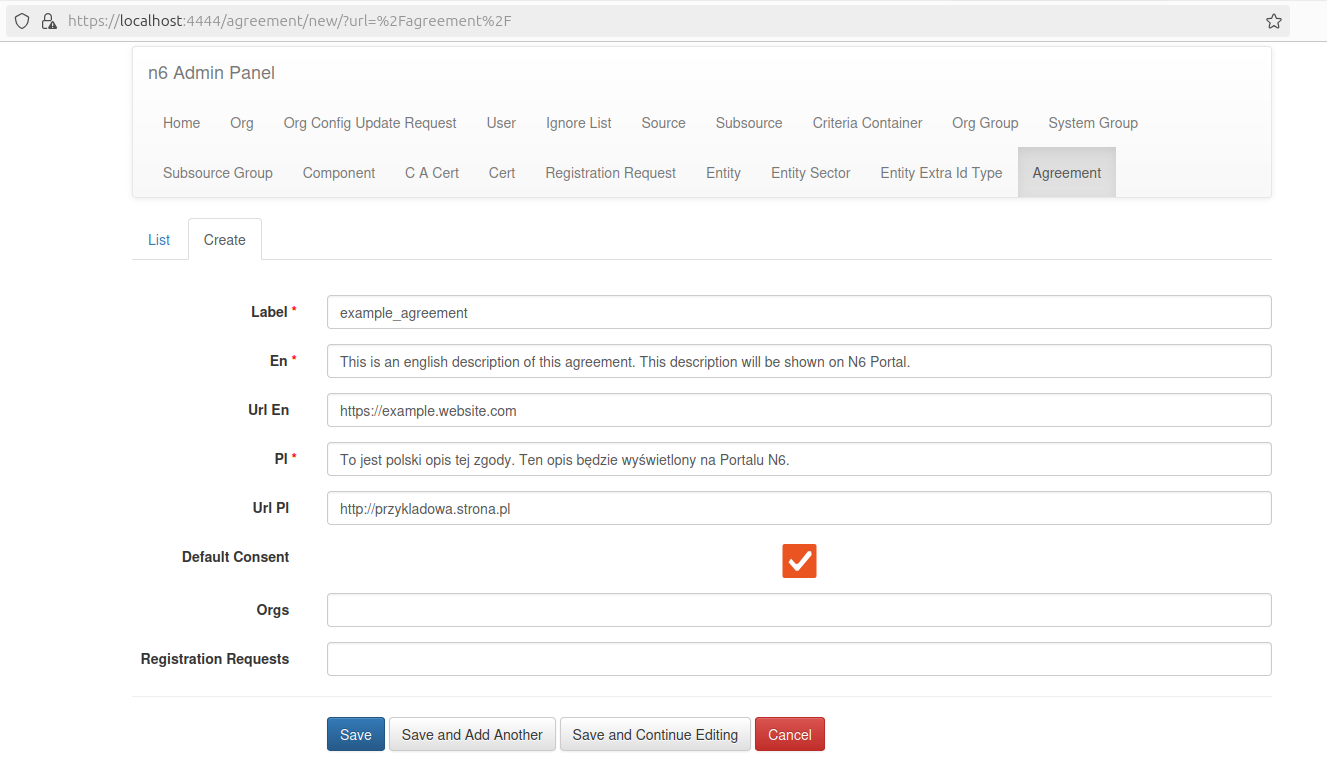 https://localhost:4444/agreement/new/?url=%2Fagreement%2F
n6 Admin Panel
Home Org Org Config Update Request User Ignore List Source Subsource Criteria Container Org Group System Group
Subsource Group Component C A Cert Cert Registration Request Entity Entity Sector Entity Extra Id Type Agreement
List Create
Label * example_agreement
En * This is an english description of this agreement. This description will be shown on N6 Portal.
Url En https://example.website.com
Pl * To jest polski opis tej zgody. Ten opis będzie wyświetlony na Portalu N6.
Url Pl http://przykladowa.strona.pl
Default Consent
Orgs
Registration Requests
Save Save and Add Another Save and Continue Editing Cancel